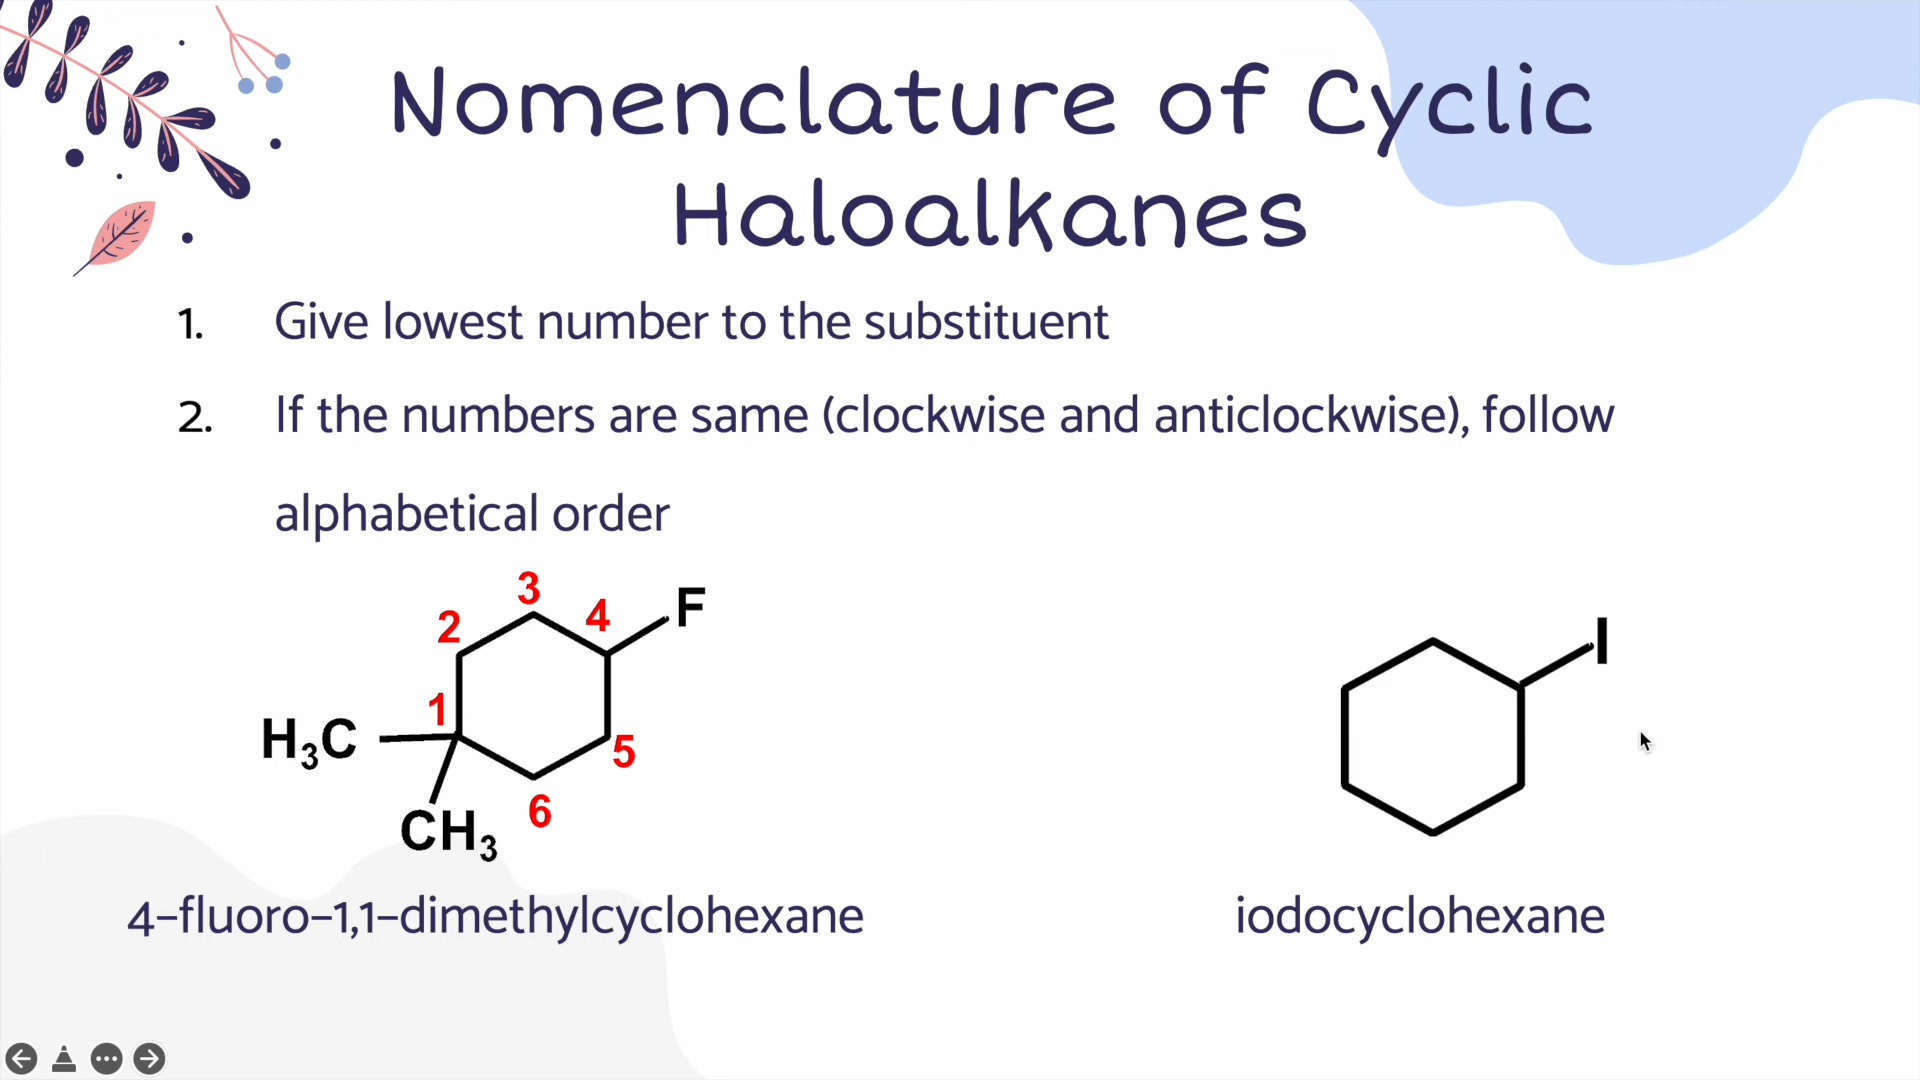 Nomenclature of Cyclic
Haloalkanes
1. Give lowest number to the substituent
2. If the numbers are same (clockwise and anticlockwise), follow
alphabetical order
3
4
F
2
I
1
H₃C
5
6
CH₃
4–fluoro–1,1–dimethylcyclohexane
iodocyclohexane